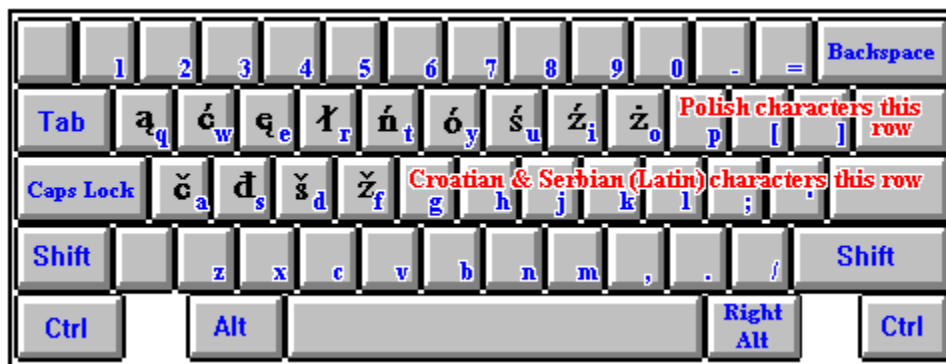 1 2 3 4 5 6 7 8 9 0 - = Backspace
Tab ą q ć w ę e ł r ń t ó y ś u ź i ż o p [ ] Polish characters this row
Caps Lock č a đ s š d ž f g h j k l ; ' Croatian & Serbian (Latin) characters this row
Shift z x c v b n m , . / Shift
Ctrl Alt Right Alt Ctrl